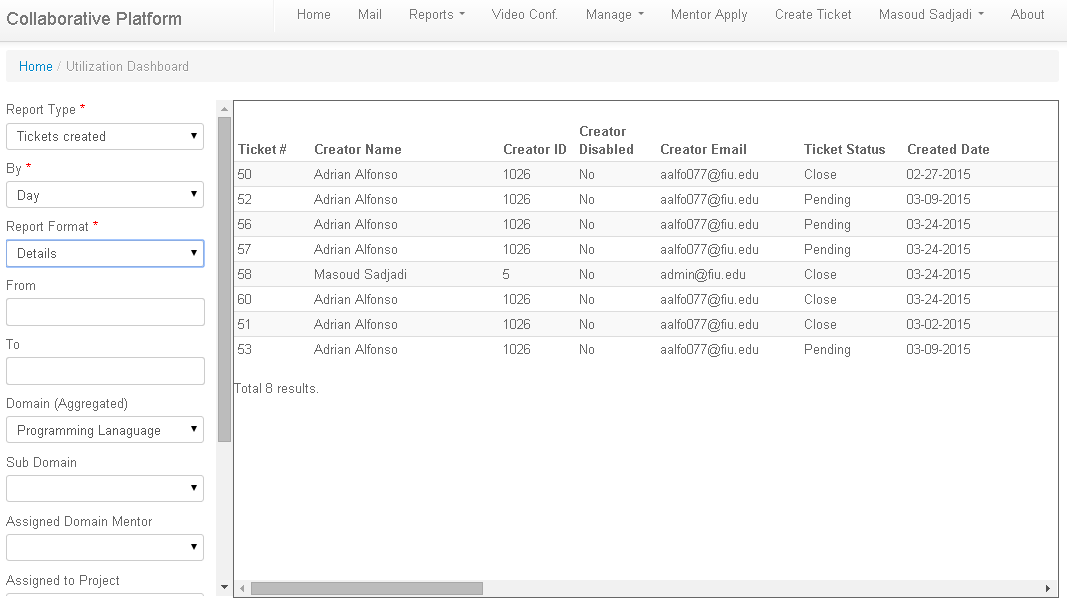 Collaborative Platform Home Mail Reports Video Conf. Manage Mentor Apply Create Ticket Masoud Sadjadi About
Home / Utilization Dashboard
Report Type *
Tickets created
By *
Day
Report Format *
Details
From
To
Domain (Aggregated)
Programming Lanaguage
Sub Domain
Assigned Domain Mentor
Assigned to Project
Ticket # Creator Name Creator ID Creator Disabled Creator Email Ticket Status Created Date
50 Adrian Alfonso 1026 No aalfo077@fiu.edu Close 02-27-2015
52 Adrian Alfonso 1026 No aalfo077@fiu.edu Pending 03-09-2015
56 Adrian Alfonso 1026 No aalfo077@fiu.edu Pending 03-24-2015
57 Adrian Alfonso 1026 No aalfo077@fiu.edu Pending 03-24-2015
58 Masoud Sadjadi 5 No admin@fiu.edu Close 03-24-2015
60 Adrian Alfonso 1026 No aalfo077@fiu.edu Close 03-24-2015
51 Adrian Alfonso 1026 No aalfo077@fiu.edu Close 03-02-2015
53 Adrian Alfonso 1026 No aalfo077@fiu.edu Pending 03-09-2015
Total 8 results.